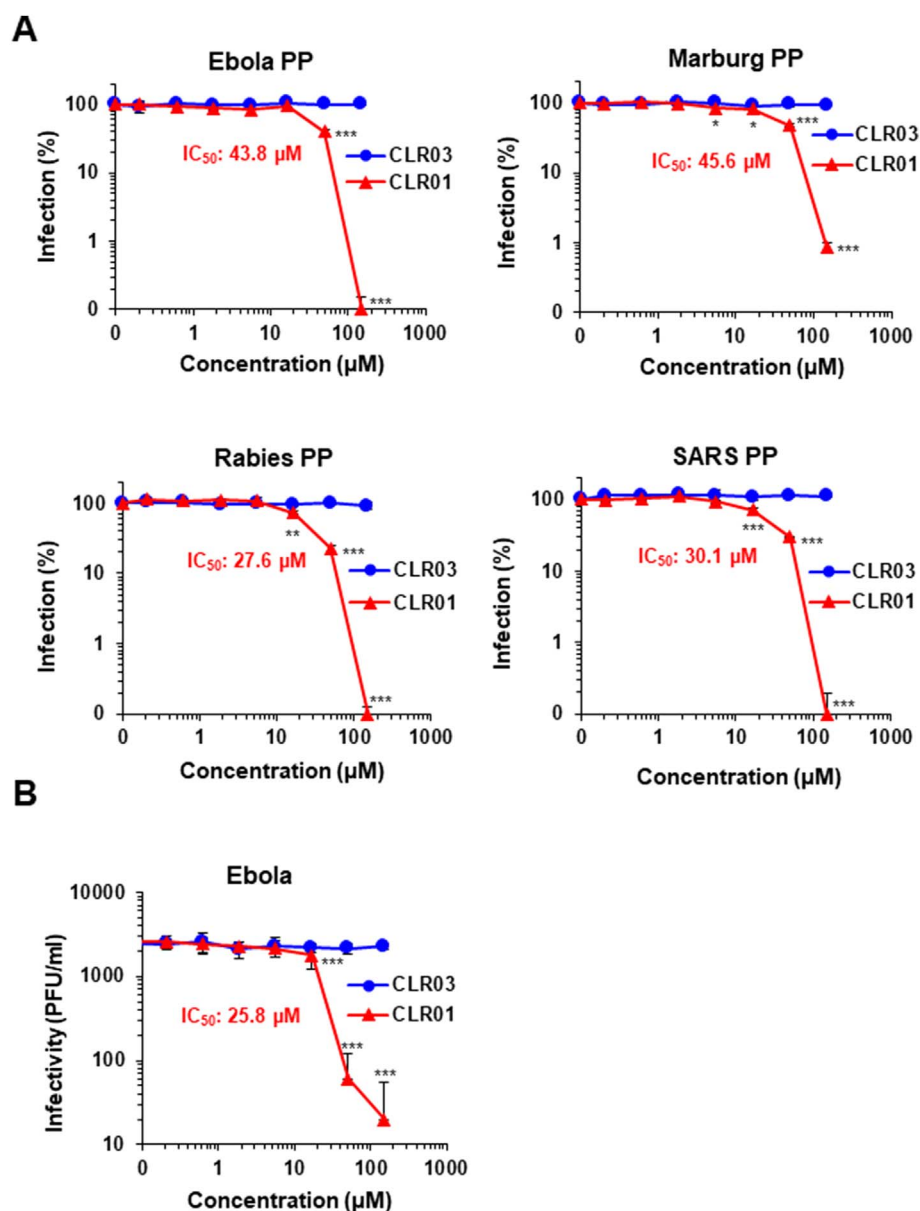 A
Ebola PP
Infection (%)
100
10
1
0
IC₅₀: 43.8 µM
CLR03
CLR01
***
***
0 1 10 100 1000
Concentration (µM)
Marburg PP
Infection (%)
100
10
1
0
* * ***
IC₅₀: 45.6 µM
CLR03
CLR01
***
0 1 10 100 1000
Concentration (µM)
Rabies PP
Infection (%)
100
10
1
0
** ***
IC₅₀: 27.6 µM
CLR03
CLR01
***
0 1 10 100 1000
Concentration (µM)
SARS PP
Infection (%)
100
10
1
0
*** ***
IC₅₀: 30.1 µM
CLR03
CLR01
***
0 1 10 100 1000
Concentration (µM)
B
Ebola
Infectivity (PFU/ml)
10000
1000
100
10
***
IC₅₀: 25.8 µM
CLR03
CLR01
***
***
0 1 10 100 1000
Concentration (µM)